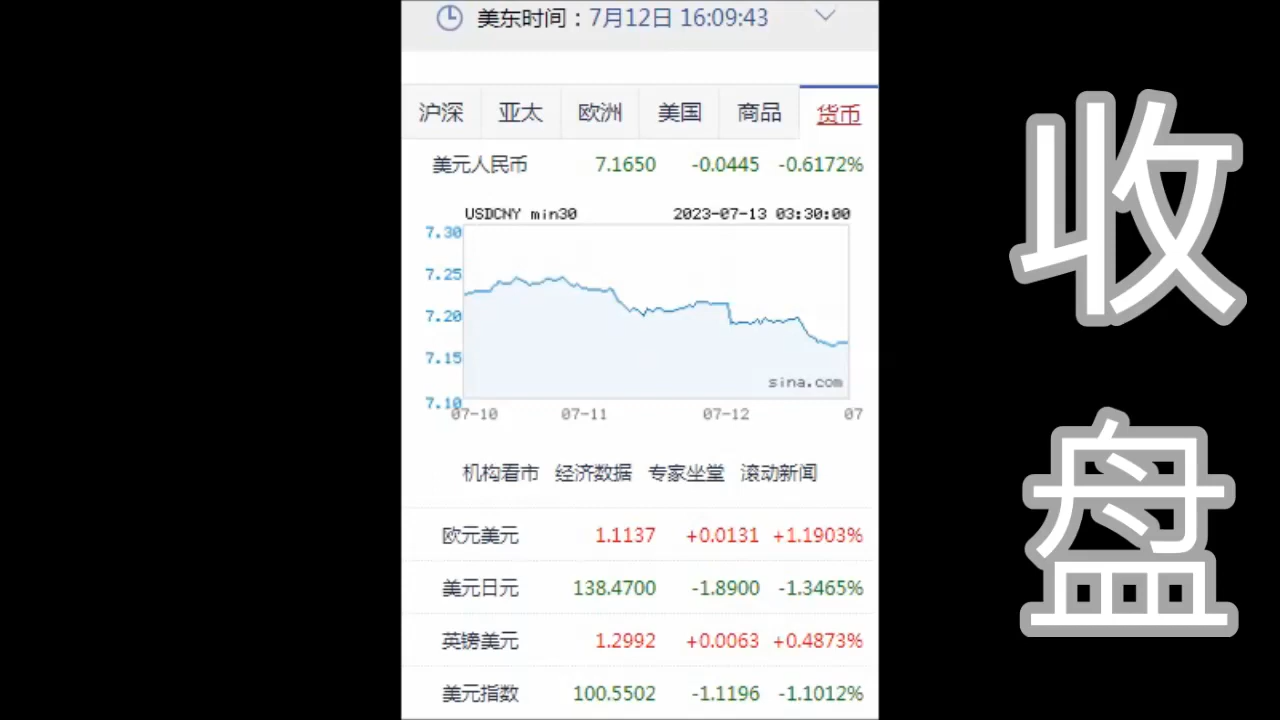 美东时间：7月12日 16:09:43
沪深 亚太 欧洲 美国 商品 货币
美元人民币 7.1650 -0.0445 -0.6172%
USDCNY min30 2023-07-13 03:30:00
7.30
7.25
7.20
7.15
7.10
sina.com
07-10 07-11 07-12 07
机构看市 经济数据 专家坐堂 滚动新闻
欧元美元 1.1137 +0.0131 +1.1903%
美元日元 138.4700 -1.8900 -1.3465%
英镑美元 1.2992 +0.0063 +0.4873%
美元指数 100.5502 -1.1196 -1.1012%
收
盘